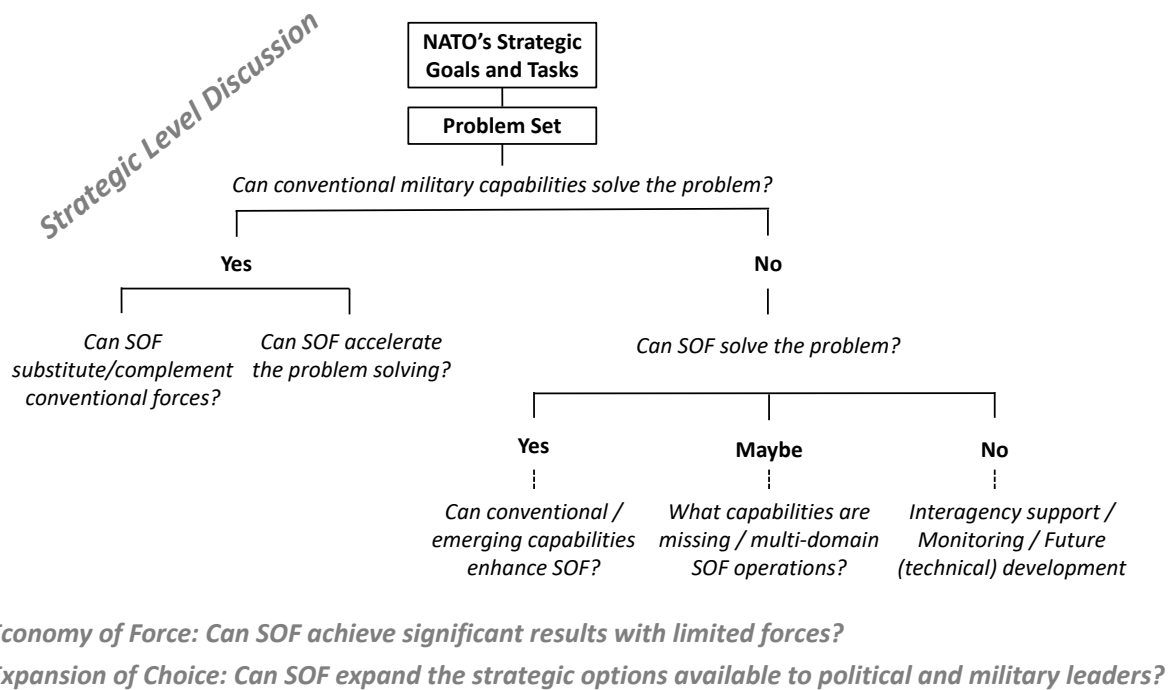 Strategic Level Discussion
NATO’s Strategic
Goals and Tasks
Problem Set
Can conventional military capabilities solve the problem?
Yes
No
Can SOF
substitute/complement
conventional forces?
Can SOF accelerate
the problem solving?
Can SOF solve the problem?
Yes
Maybe
No
Can conventional /
emerging capabilities
enhance SOF?
What capabilities are
missing / multi-domain
SOF operations?
Interagency support /
Monitoring / Future
(technical) development
Economy of Force: Can SOF achieve significant results with limited forces?
Expansion of Choice: Can SOF expand the strategic options available to political and military leaders?